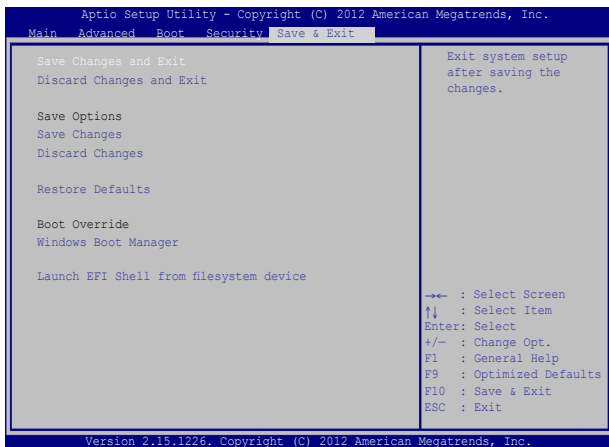 Aptio Setup Utility - Copyright (C) 2012 American Megatrends, Inc.
Main Advanced Boot Security Save & Exit
Save Changes and Exit
Discard Changes and Exit
Save Options
Save Changes
Discard Changes
Restore Defaults
Boot Override
Windows Boot Manager
Launch EFI Shell from filesystem device
Exit system setup
after saving the
changes.
→← : Select Screen
↑↓ : Select Item
Enter: Select
+/— : Change Opt.
F1 : General Help
F9 : Optimized Defaults
F10 : Save & Exit
ESC : Exit
Version 2.15.1226. Copyright (C) 2012 American Megatrends, Inc.